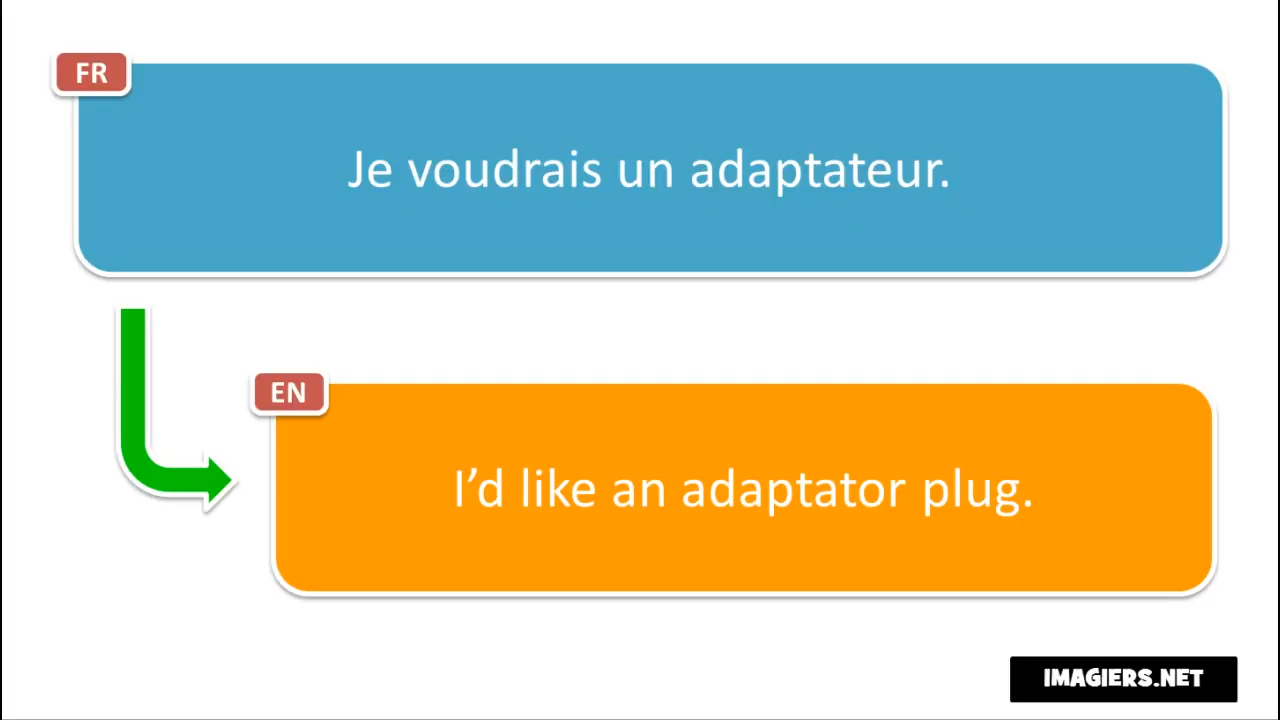 FR
Je voudrais un adaptateur.
EN
I’d like an adaptator plug.
IMAGIERS.NET